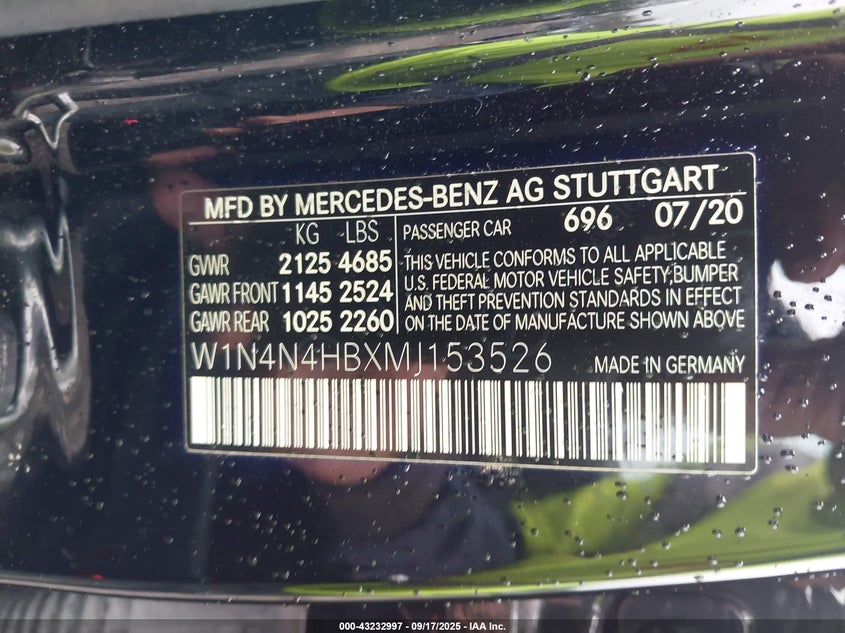 MFD BY MERCEDES-BENZ AG STUTTGART
KG LBS
GVWR 2125 4685
GAWR FRONT 1145 2524
GAWR REAR 1025 2260
PASSENGER CAR 696 07/20
THIS VEHICLE CONFORMS TO ALL APPLICABLE
U.S. FEDERAL MOTOR VEHICLE SAFETY,BUMPER
AND THEFT PREVENTION STANDARDS IN EFFECT
ON THE DATE OF MANUFACTURE SHOWN ABOVE
W1N4N4HBXMJ153526 MADE IN GERMANY
000-43232997 - 09/17/2025 - IAA Inc.